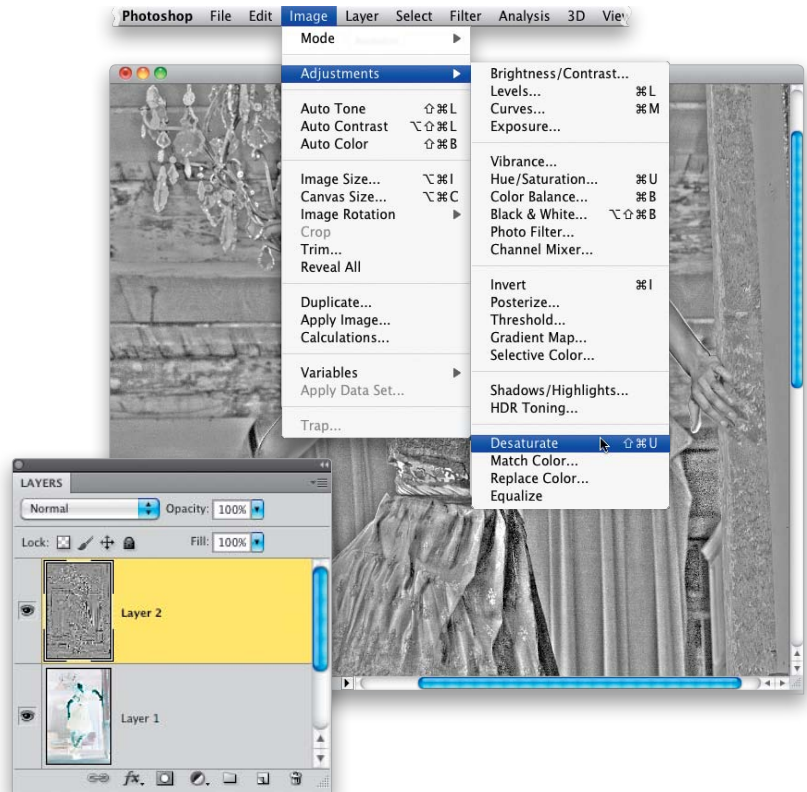 Photoshop File Edit Image Layer Select Filter Analysis 3D View
Mode
Adjustments
Auto Tone ⇧⌘L
Auto Contrast ⌥⇧⌘L
Auto Color ⇧⌘B
Image Size... ⌥⌘I
Canvas Size... ⌥⌘C
Image Rotation
Crop
Trim...
Reveal All
Duplicate...
Apply Image...
Calculations...
Variables
Apply Data Set...
Trap...
Brightness/Contrast...
Levels... ⌘L
Curves... ⌘M
Exposure...
Vibrance...
Hue/Saturation... ⌘U
Color Balance... ⌘B
Black & White... ⌥⇧⌘B
Photo Filter...
Channel Mixer...
Invert ⌘I
Posterize...
Threshold...
Gradient Map...
Selective Color...
Shadows/Highlights...
HDR Toning...
Desaturate ⇧⌘U
Match Color...
Replace Color...
Equalize
LAYERS
Normal Opacity: 100%
Lock: Fill: 100%
Layer 2
Layer 1
fx.